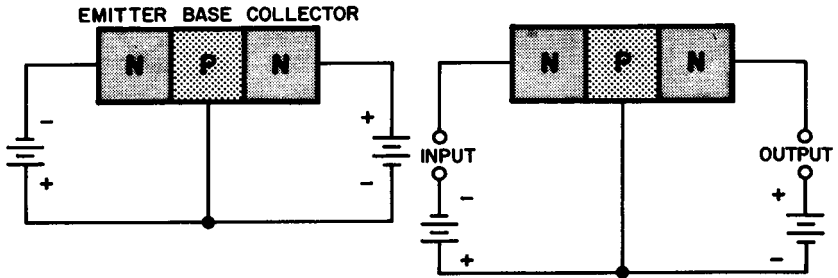 EMITTER BASE COLLECTOR
N P N
- +
+ -
N P N
INPUT OUTPUT
- +
+ -